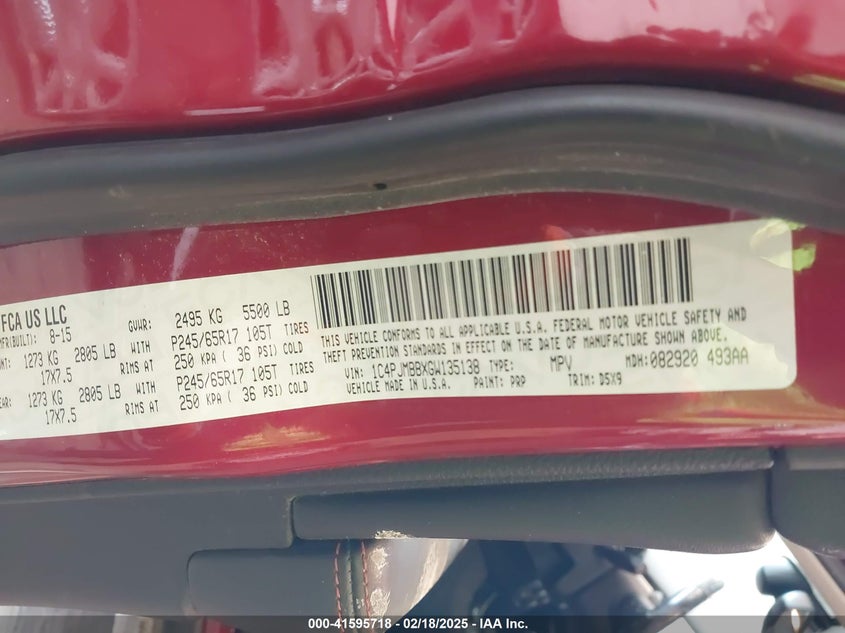 FCA US LLC
MFR(BUILT): 8-15 GVWR: 2495 KG 5500 LB
1273 KG 2805 LB WITH P245/65R17 105T TIRES
17X7.5 RIMS AT 250 KPA ( 36 PSI) COLD
1273 KG 2805 LB WITH P245/65R17 105T TIRES
17X7.5 RIMS AT 250 KPA ( 36 PSI) COLD
THIS VEHICLE CONFORMS TO ALL APPLICABLE U.S.A. FEDERAL MOTOR VEHICLE SAFETY AND
THEFT PREVENTION STANDARDS IN EFFECT ON THE DATE OF MANUFACTURE SHOWN ABOVE.
VIN: 1C4PJMBBXGW135138 TYPE: MPV MDH:082920 493AA
MADE IN U.S.A. PAINT: PRP TRIM: D5X9
000-41595718 - 02/18/2025 - IAA Inc.